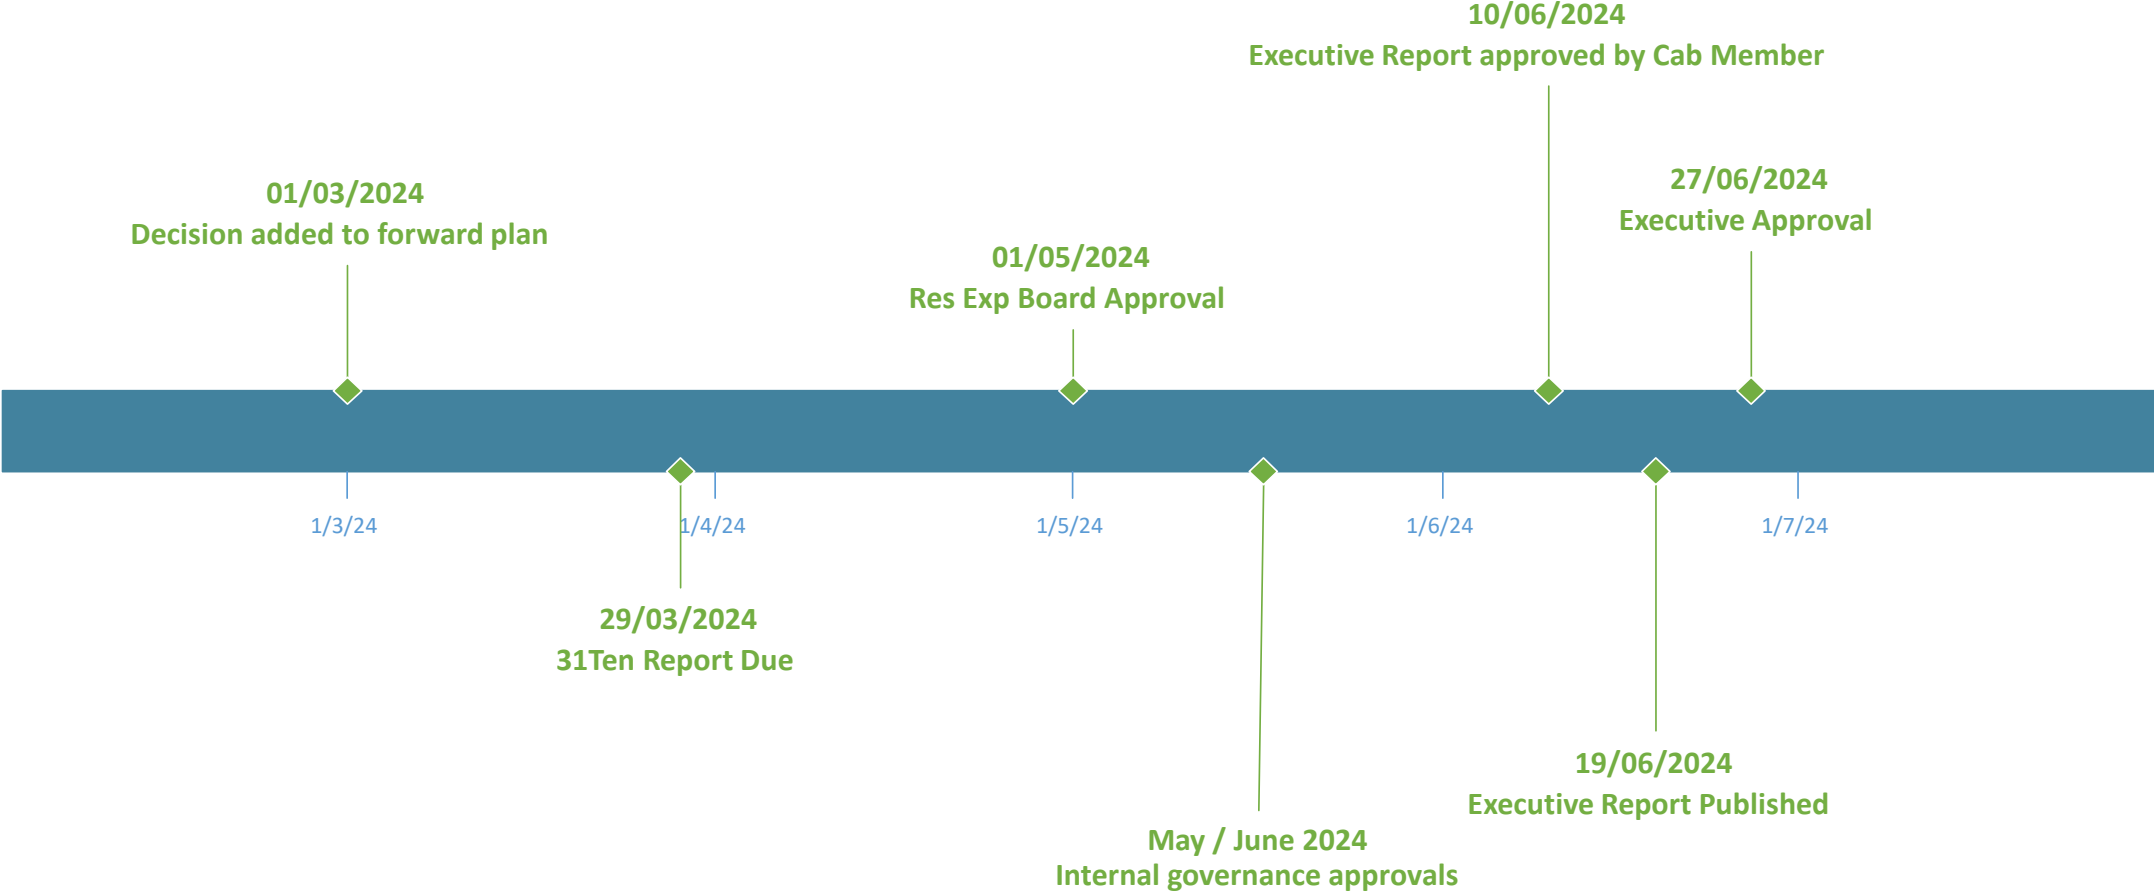 10/06/2024
Executive Report approved by Cab Member
01/03/2024
Decision added to forward plan
27/06/2024
Executive Approval
01/05/2024
Res Exp Board Approval
1/3/24
1/4/24
1/5/24
1/6/24
1/7/24
29/03/2024
31Ten Report Due
19/06/2024
Executive Report Published
May / June 2024
Internal governance approvals